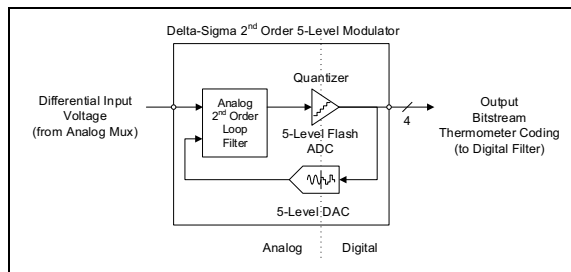 Delta-Sigma 2nd Order 5-Level Modulator
Quantizer
Differential Input
Voltage
(from Analog Mux)
Analog
2nd Order
Loop
Filter
5-Level Flash
ADC
4
Output
Bitstream
Thermometer Coding
(to Digital Filter)
5-Level DAC
Analog
Digital